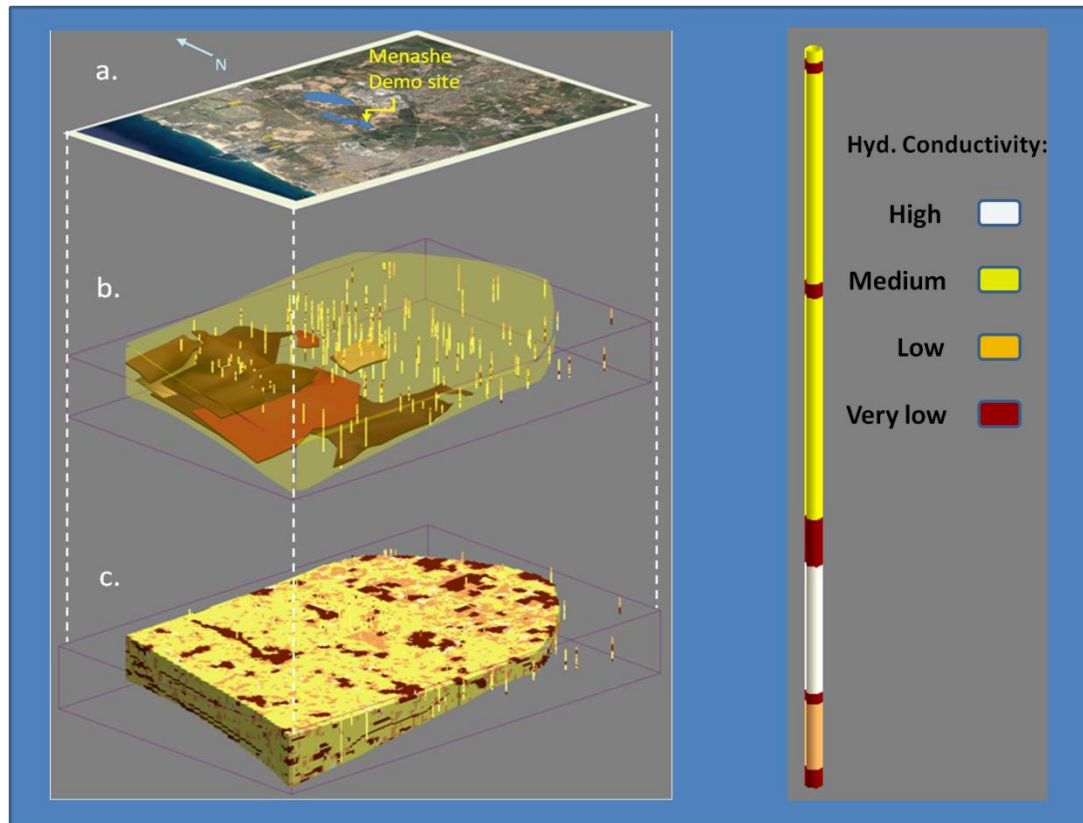 a.
N
Menashe
Demo site
b.
c.
Hyd. Conductivity:
High
Medium
Low
Very low